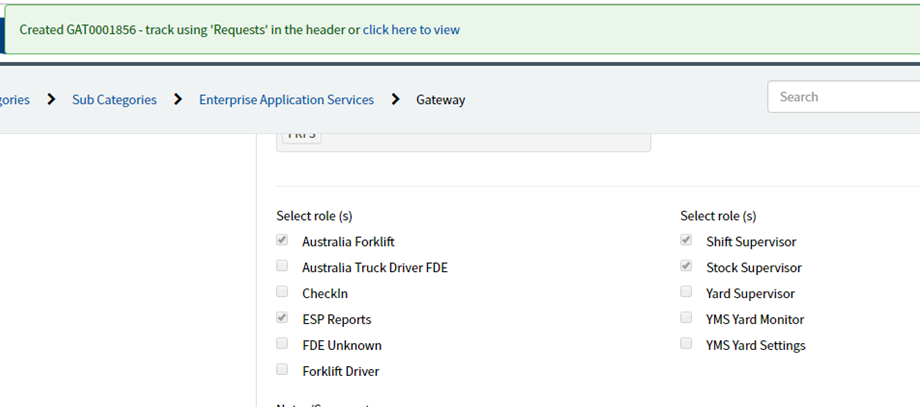 Created GAT0001856 - track using 'Requests' in the header or click here to view
gories > Sub Categories > Enterprise Application Services > Gateway
Search
Select role (s)
Australia Forklift
Australia Truck Driver FDE
CheckIn
ESP Reports
FDE Unknown
Forklift Driver
Select role (s)
Shift Supervisor
Stock Supervisor
Yard Supervisor
YMS Yard Monitor
YMS Yard Settings